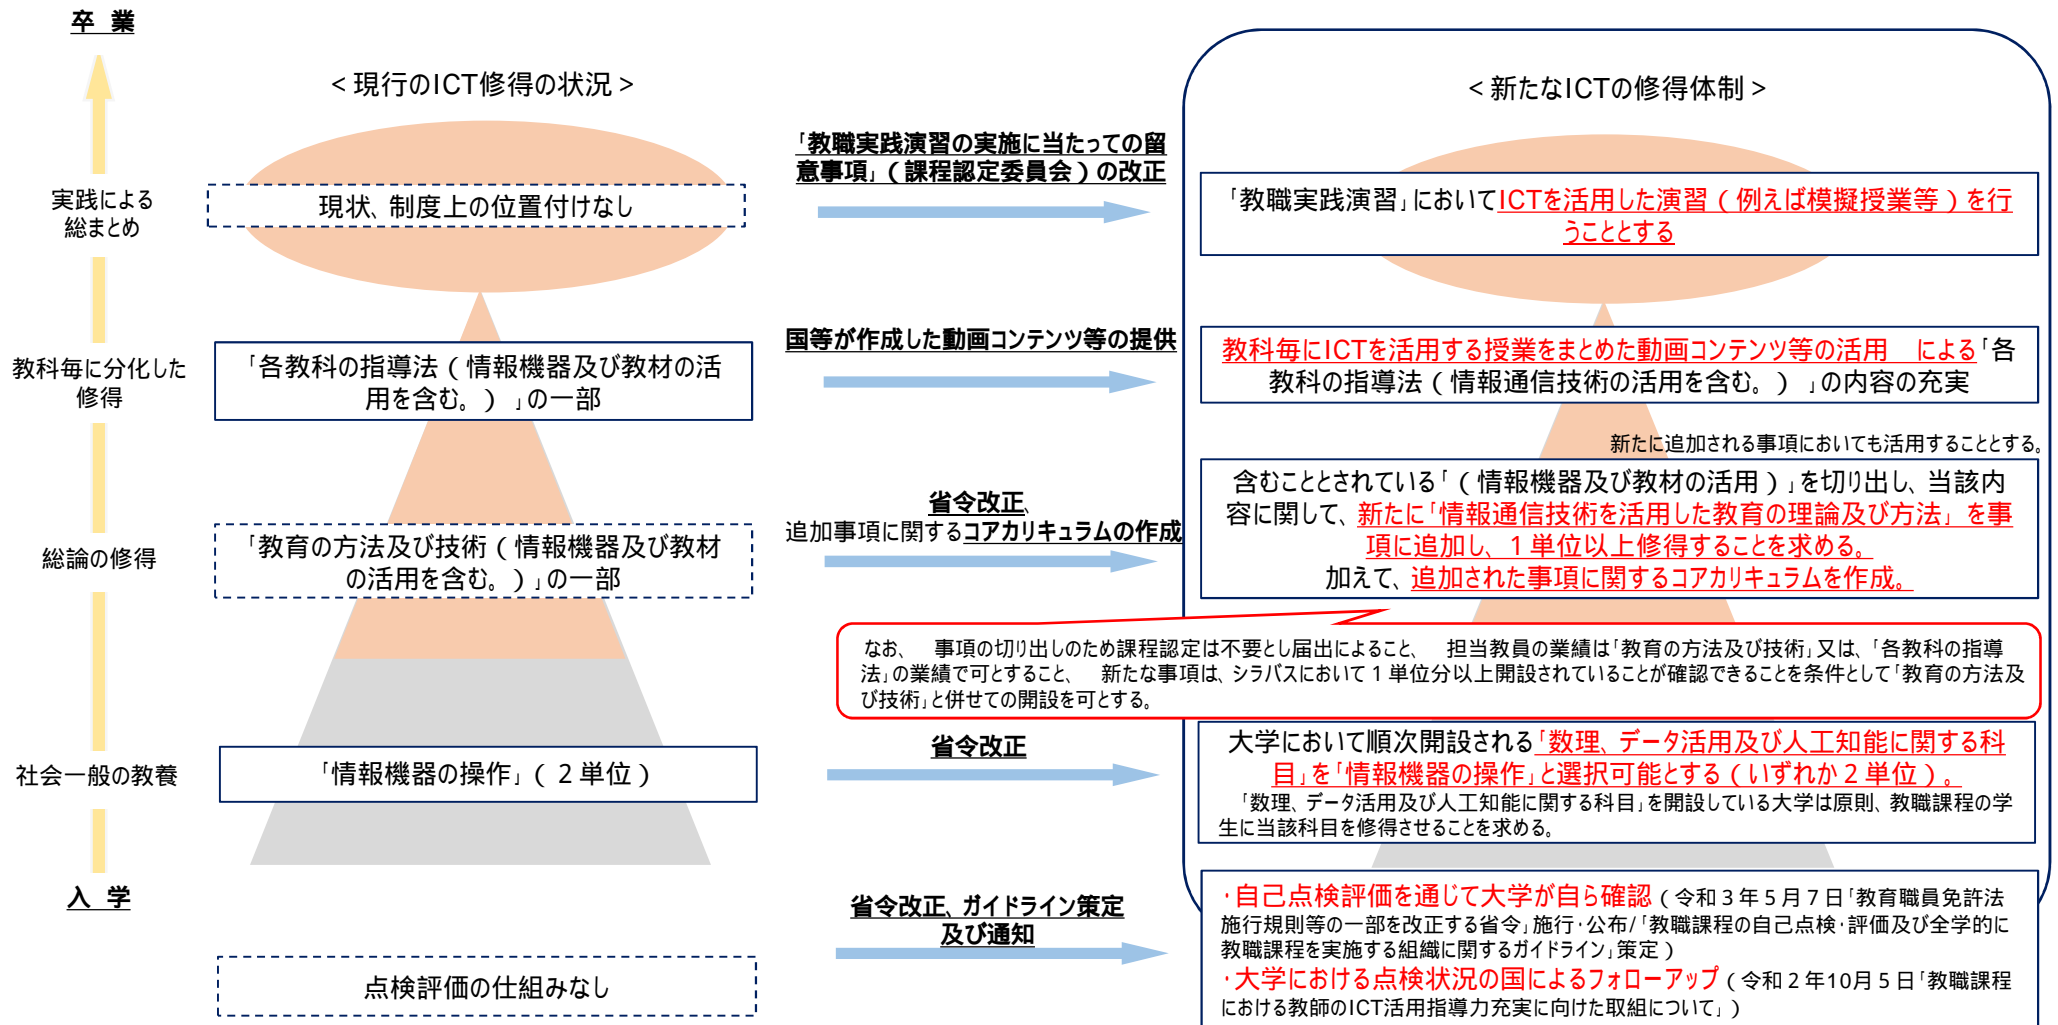 卒 業
<現行のICT修得の状況>
<新たなICTの修得体制>
「教職実践演習の実施に当たっての留
意事項」(課程認定委員会)の改正
実践による
総まとめ
現状、制度上の位置付けなし
「教職実践演習」においてICTを活用した演習(例えば模擬授業等)を行
うこととする
国等が作成した動画コンテンツ等の提供
教科毎に分化した
修得
「各教科の指導法(情報機器及び教材の活
用を含む。) 」の一部
教科毎にICTを活用する授業をまとめた動画コンテンツ等の活用 による「各
教科の指導法(情報通信技術の活用を含む。) 」の内容の充実
新たに追加される事項においても活用することとする。
省令改正、
追加事項に関するコアカリキュラムの作成
総論の修得
「教育の方法及び技術(情報機器及び教材
の活用を含む。)」の一部
含むこととされている「(情報機器及び教材の活用)」を切り出し、当該内
容に関して、新たに「情報通信技術を活用した教育の理論及び方法」を事
項に追加し、1単位以上修得することを求める。
加えて、追加された事項に関するコアカリキュラムを作成。
なお、 事項の切り出しのため課程認定は不要とし届出によること、 担当教員の業績は「教育の方法及び技術」又は、「各教科の指導
法」の業績で可とすること、 新たな事項は、シラバスにおいて1単位分以上開設されていることが確認できることを条件として「教育の方法及
び技術」と併せての開設を可とする。
省令改正
社会一般の教養
「情報機器の操作」(2単位)
大学において順次開設される「数理、データ活用及び人工知能に関する科
目」を「情報機器の操作」と選択可能とする(いずれか2単位)。
「数理、データ活用及び人工知能に関する科目」を開設している大学は原則、教職課程の学
生に当該科目を修得させることを求める。
入 学
省令改正、ガイドライン策定
及び通知
点検評価の仕組みなし
・自己点検評価を通じて大学が自ら確認(令和3年5月7日「教育職員免許法
施行規則等の一部を改正する省令」施行・公布/「教職課程の自己点検・評価及び全学的に
教職課程を実施する組織に関するガイドライン」策定)
・大学における点検状況の国によるフォローアップ(令和2年10月5日「教職課程
における教師のICT活用指導力充実に向けた取組について」)